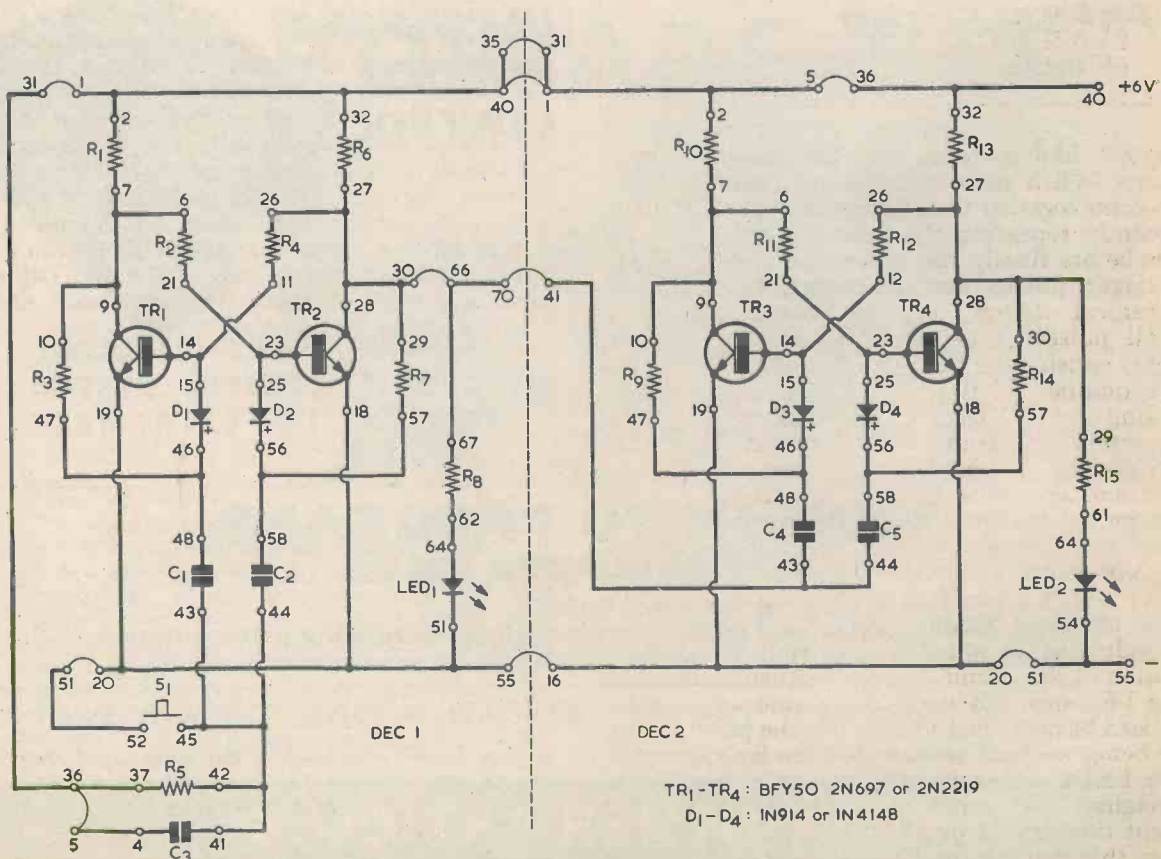 35 31
31 1 40 1 5 36 40 +6V
2 32 2 32
R1 R6 R10 R13
7 27 7 27
6 26 6 26
R2 R4 R11 R12
21 11 30 66 70 41 21 12
9 28 9 28
TR1 TR2 TR3 TR4
10 14 23 29 10 14 23 30
R3 15 25 R7 R9 15 25 R14
D1 D2 D3 D4
47 19 18 57 47 19 18 57 29
46 56 67 46 56
R8 R15
48 58 62 48 58 61
C1 C2 64 C4 C5 64
43 44 LED1 44 LED2
51 54
51 20 55 16 20 51 55 −
S1
52 45 DEC 1 DEC 2
36 37 R5 42
5 4 C3 41
TR1-TR4: BFY50 2N697 or 2N2219
D1-D4: 1N914 or 1N4148